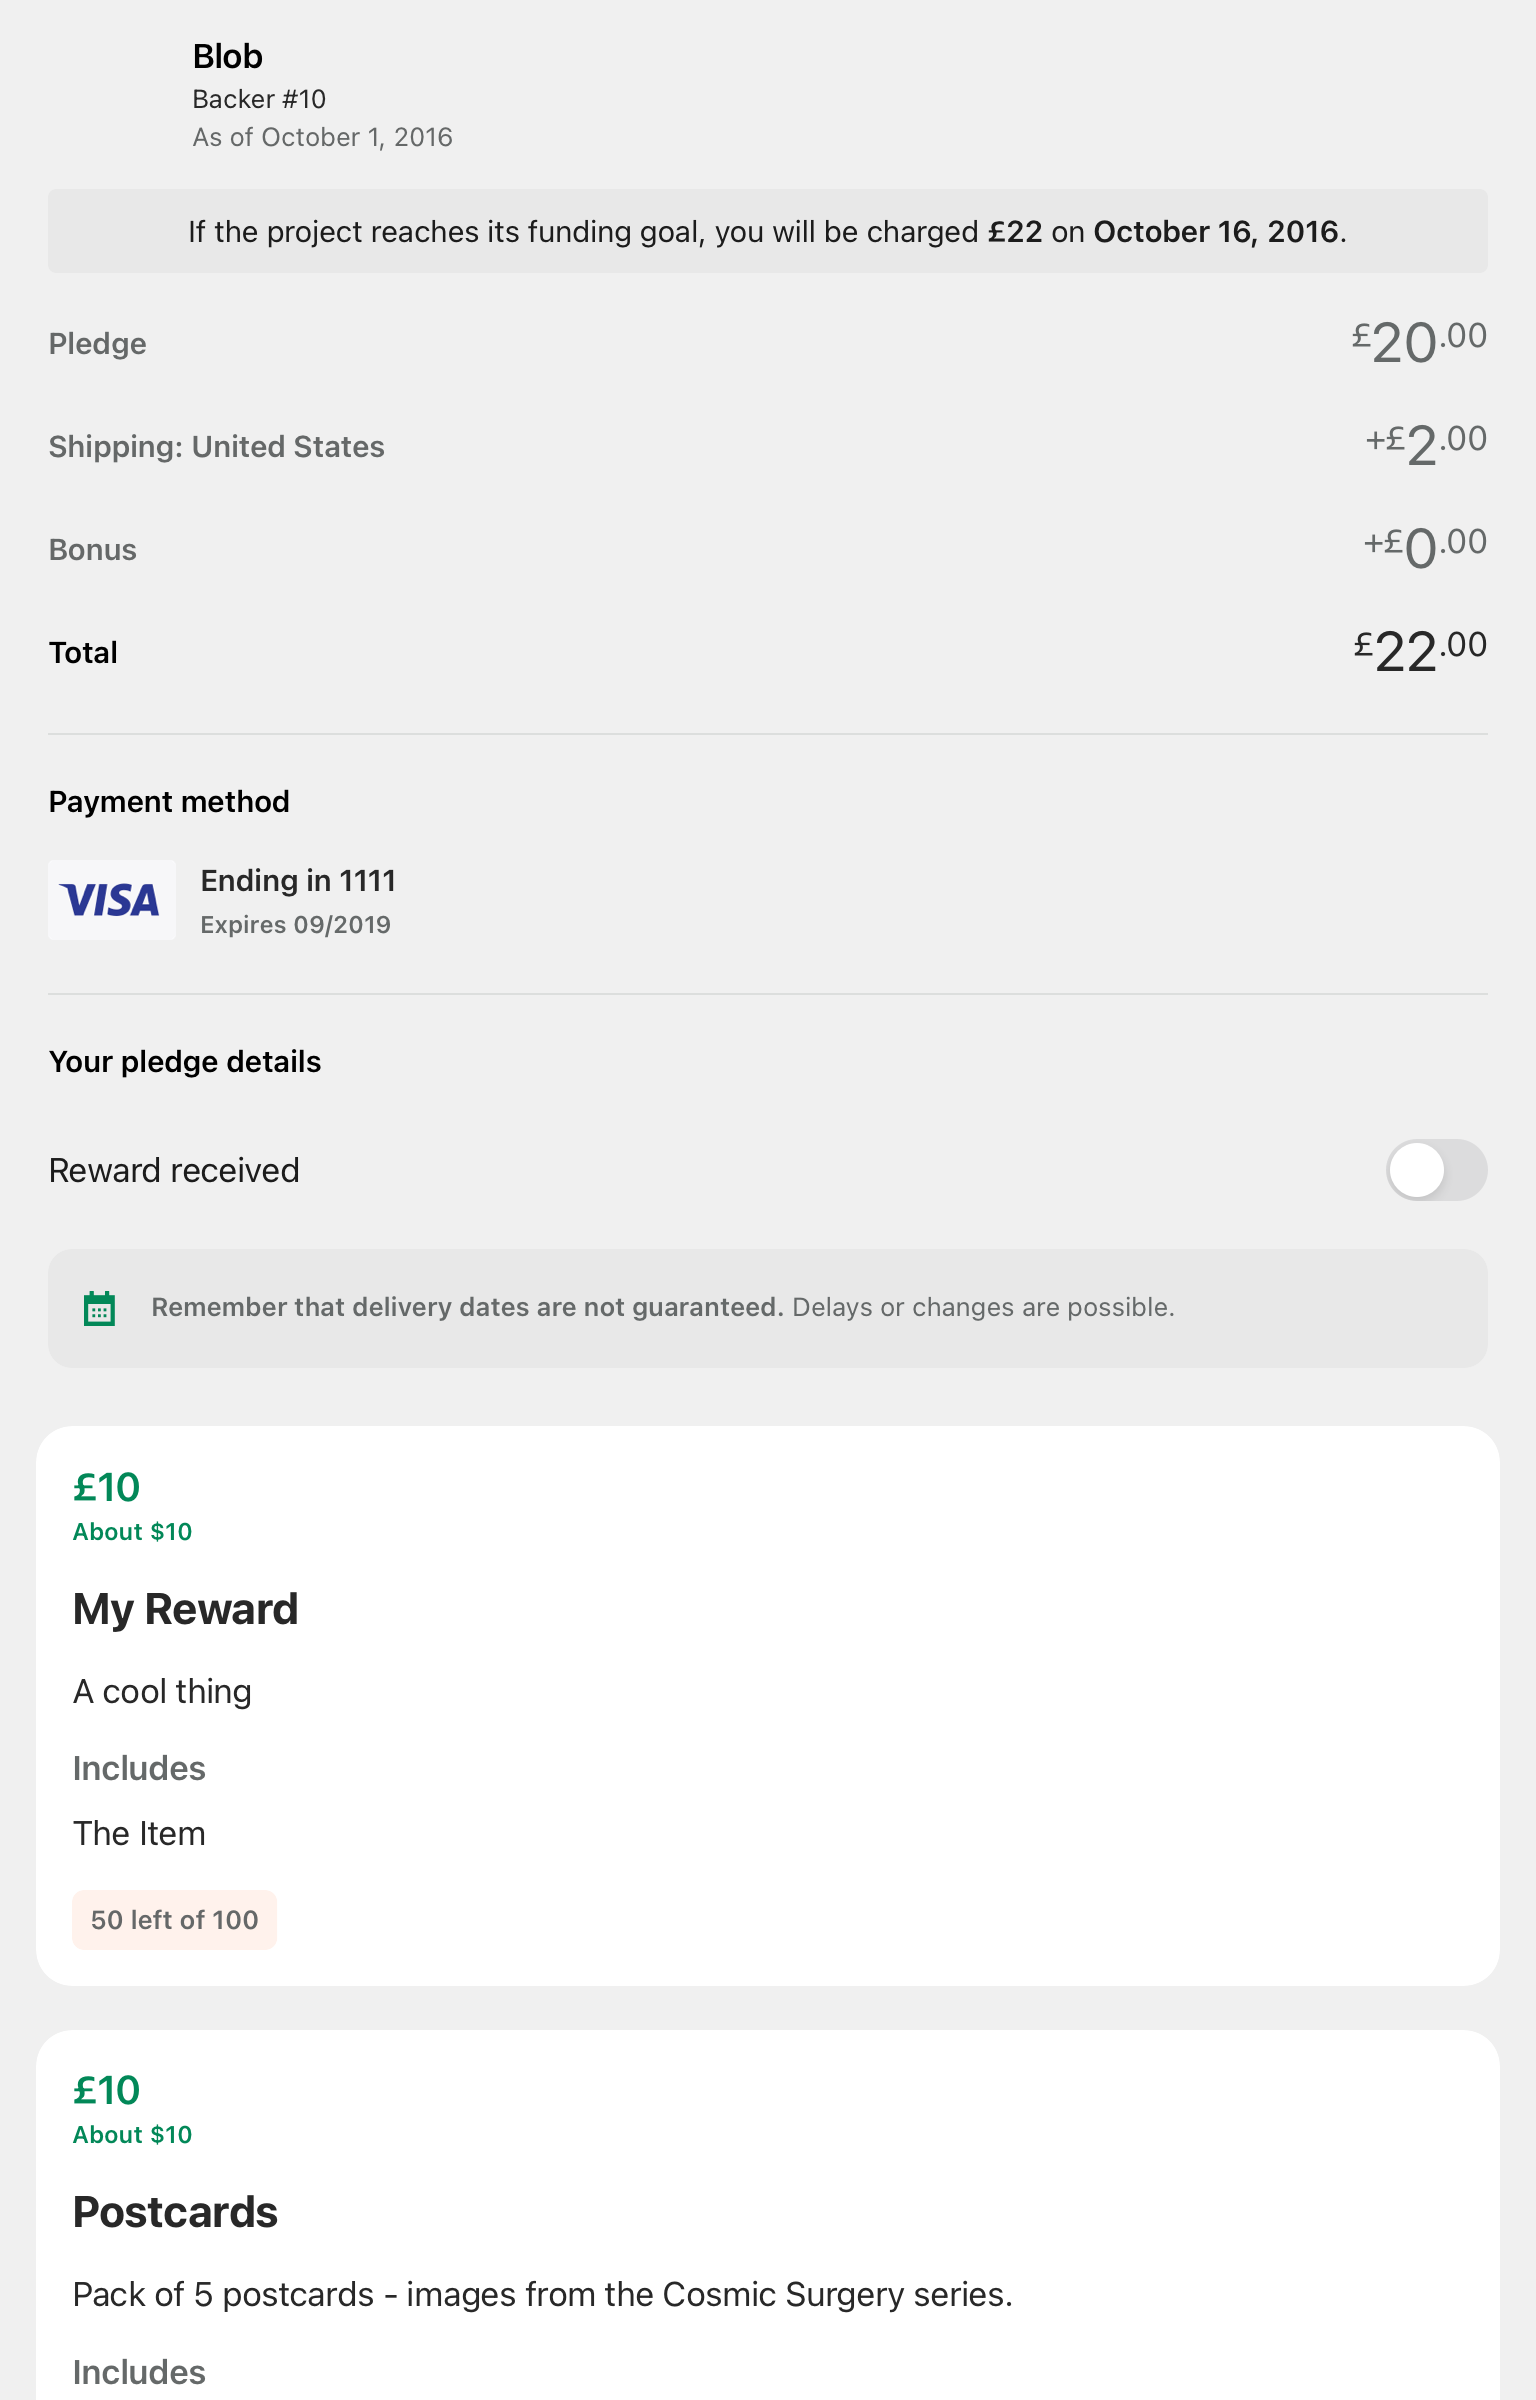 Blob
Backer #10
As of October 1, 2016
If the project reaches its funding goal, you will be charged £22 on October 16, 2016.
Pledge £20.00
Shipping: United States +£2.00
Bonus +£0.00
Total £22.00
Payment method
VISA Ending in 1111
Expires 09/2019
Your pledge details
Reward received
Remember that delivery dates are not guaranteed. Delays or changes are possible.
£10
About $10
My Reward
A cool thing
Includes
The Item
50 left of 100
£10
About $10
Postcards
Pack of 5 postcards - images from the Cosmic Surgery series.
Includes